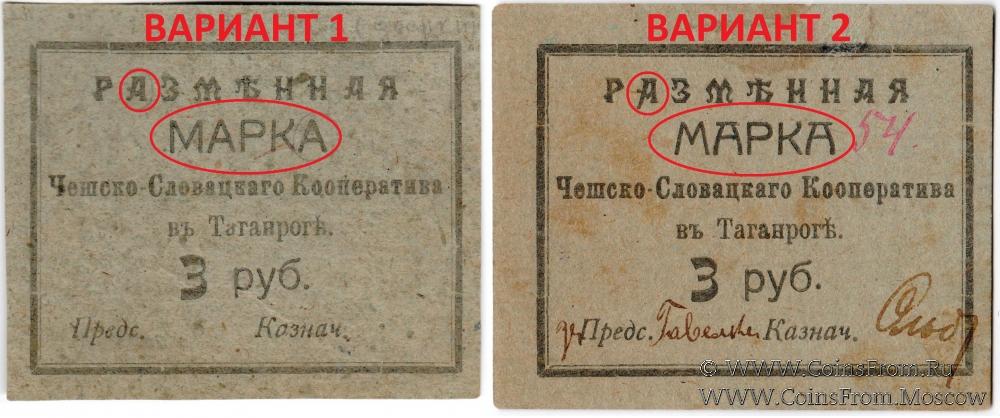 ВАРИАНТ 1
РАЗМѢННАЯ
МАРКА
Чешско-Словацкаго Кооператива
въ Таганрогѣ.
3 руб.
Предс. Казнач.
ВАРИАНТ 2
РАЗМѢННАЯ
МАРКА 54.
Чешско-Словацкаго Кооператива
въ Таганрогѣ.
3 руб.
Предс. Казнач.
© WWW.CoinsFrom.Ru
WWW.CoinsFrom.Moscow